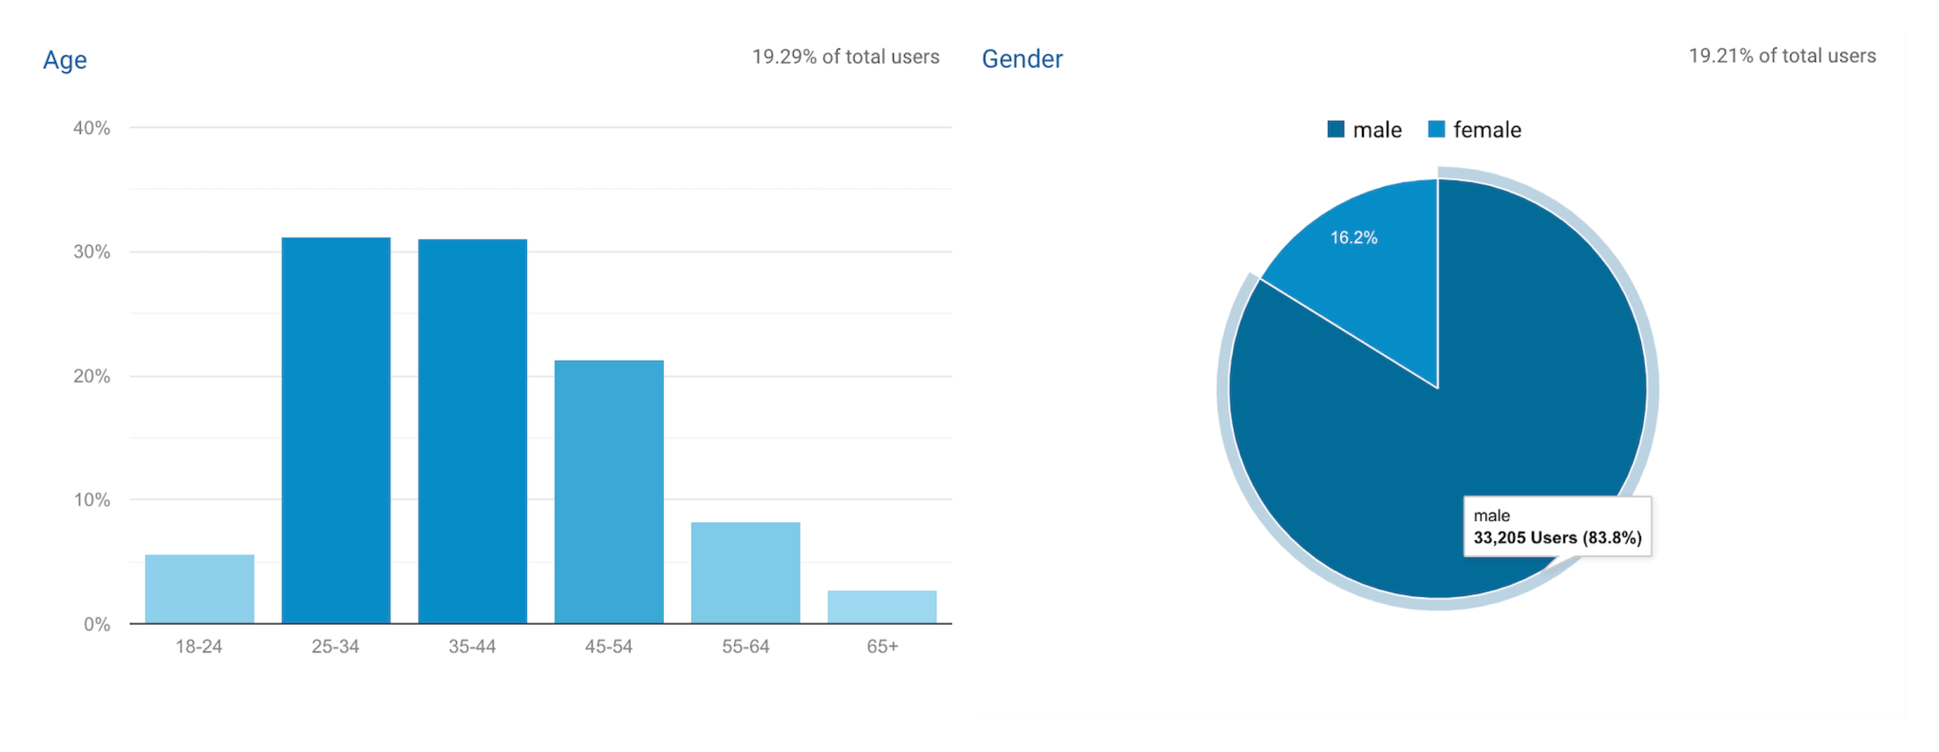 Age
19.29% of total users
40%
30%
20%
10%
0%
18-24
25-34
35-44
45-54
55-64
65+
Gender
19.21% of total users
male
female
16.2%
male
33,205 Users (83.8%)